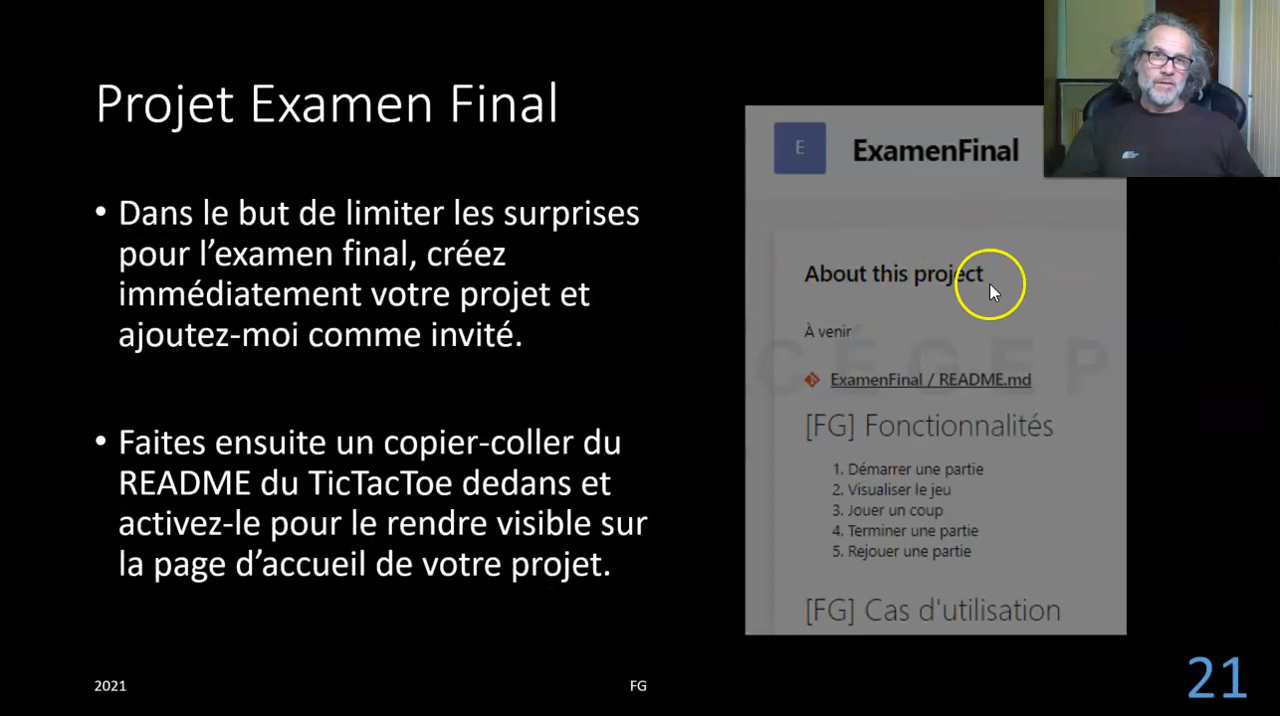 Projet Examen Final
• Dans le but de limiter les surprises
pour l’examen final, créez
immédiatement votre projet et
ajoutez-moi comme invité.
• Faites ensuite un copier-coller du
README du TicTacToe dedans et
activez-le pour le rendre visible sur
la page d’accueil de votre projet.
E
ExamenFinal
About this project
À venir
CÉGEP
ExamenFinal / README.md
[FG] Fonctionnalités
1. Démarrer une partie
2. Visualiser le jeu
3. Jouer un coup
4. Terminer une partie
5. Rejouer une partie
[FG] Cas d'utilisation
2021
FG
21